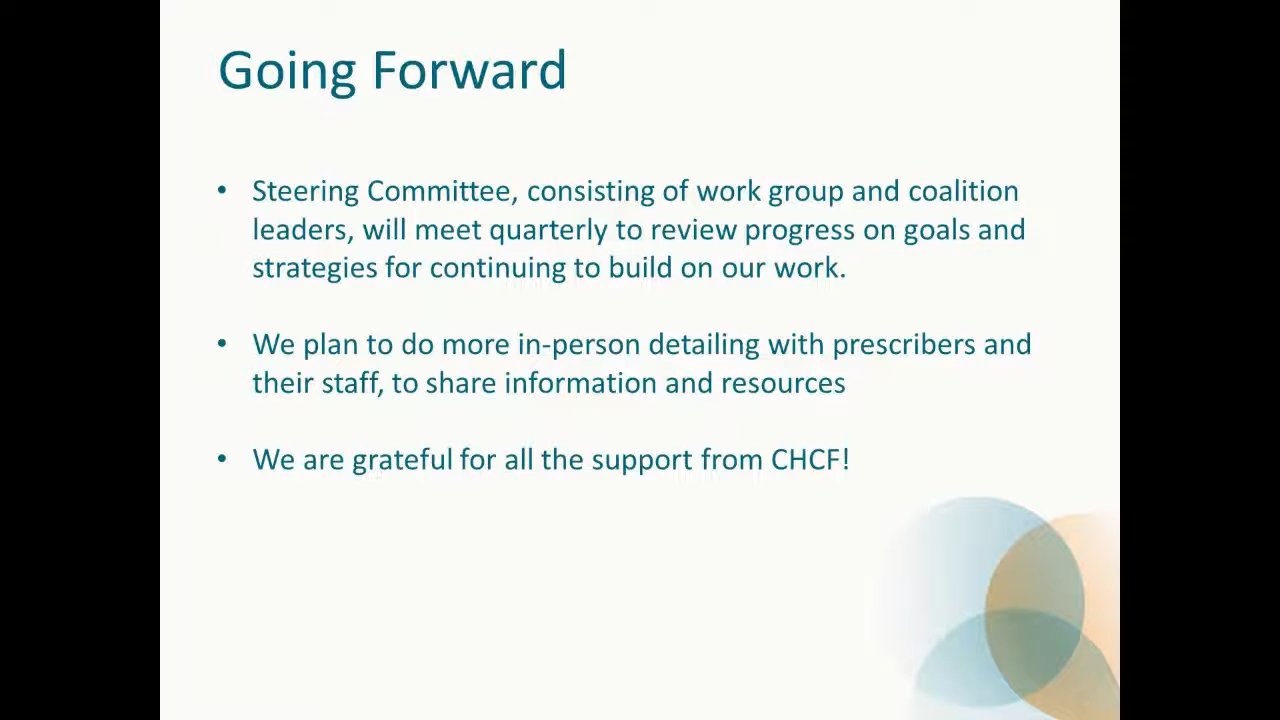 Going Forward
• Steering Committee, consisting of work group and coalition
leaders, will meet quarterly to review progress on goals and
strategies for continuing to build on our work.
• We plan to do more in-person detailing with prescribers and
their staff, to share information and resources
• We are grateful for all the support from CHCF!